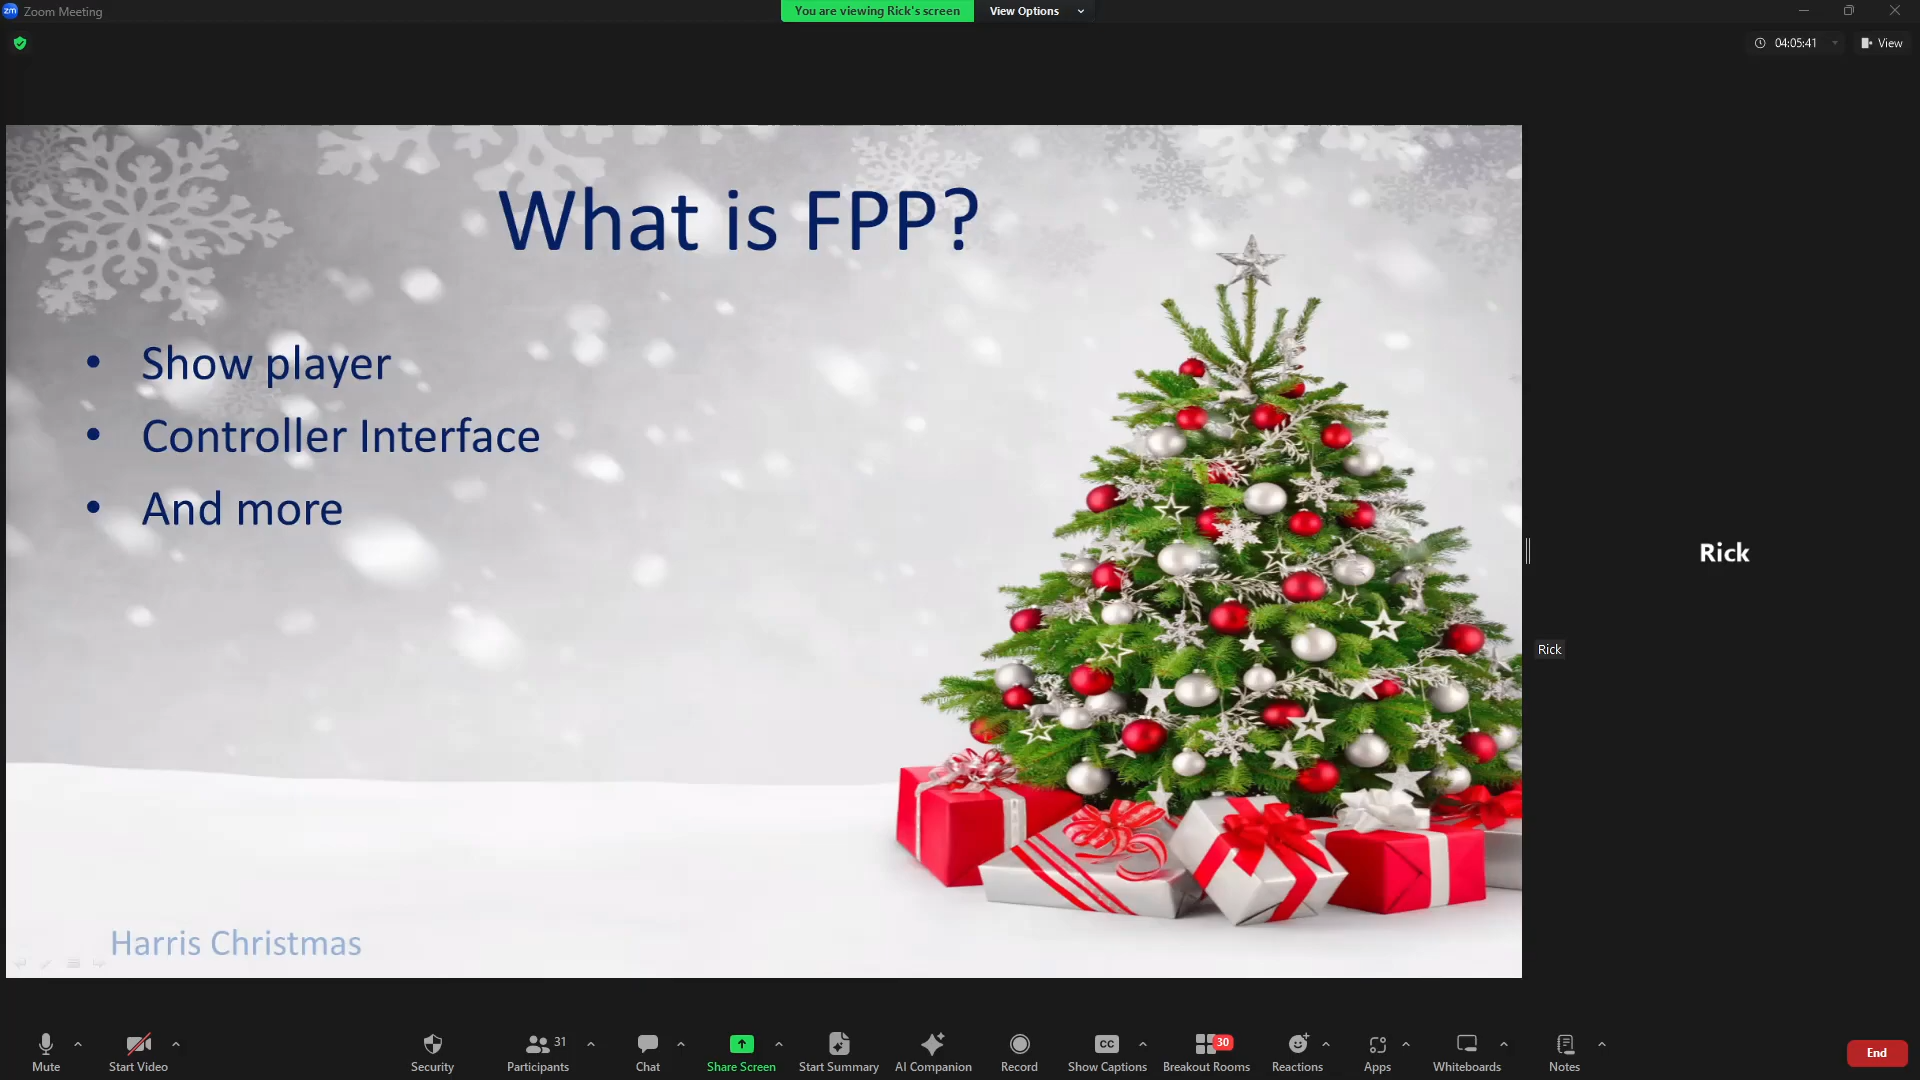 zm Zoom Meeting
You are viewing Rick's screen
View Options
04:05:41
View
What is FPP?
• Show player
• Controller Interface
• And more
Rick
Rick
Harris Christmas
Mute
Start Video
Security
31
Participants
Chat
Share Screen
Start Summary
AI Companion
Record
CC
Show Captions
30
Breakout Rooms
Reactions
Apps
Whiteboards
Notes
End